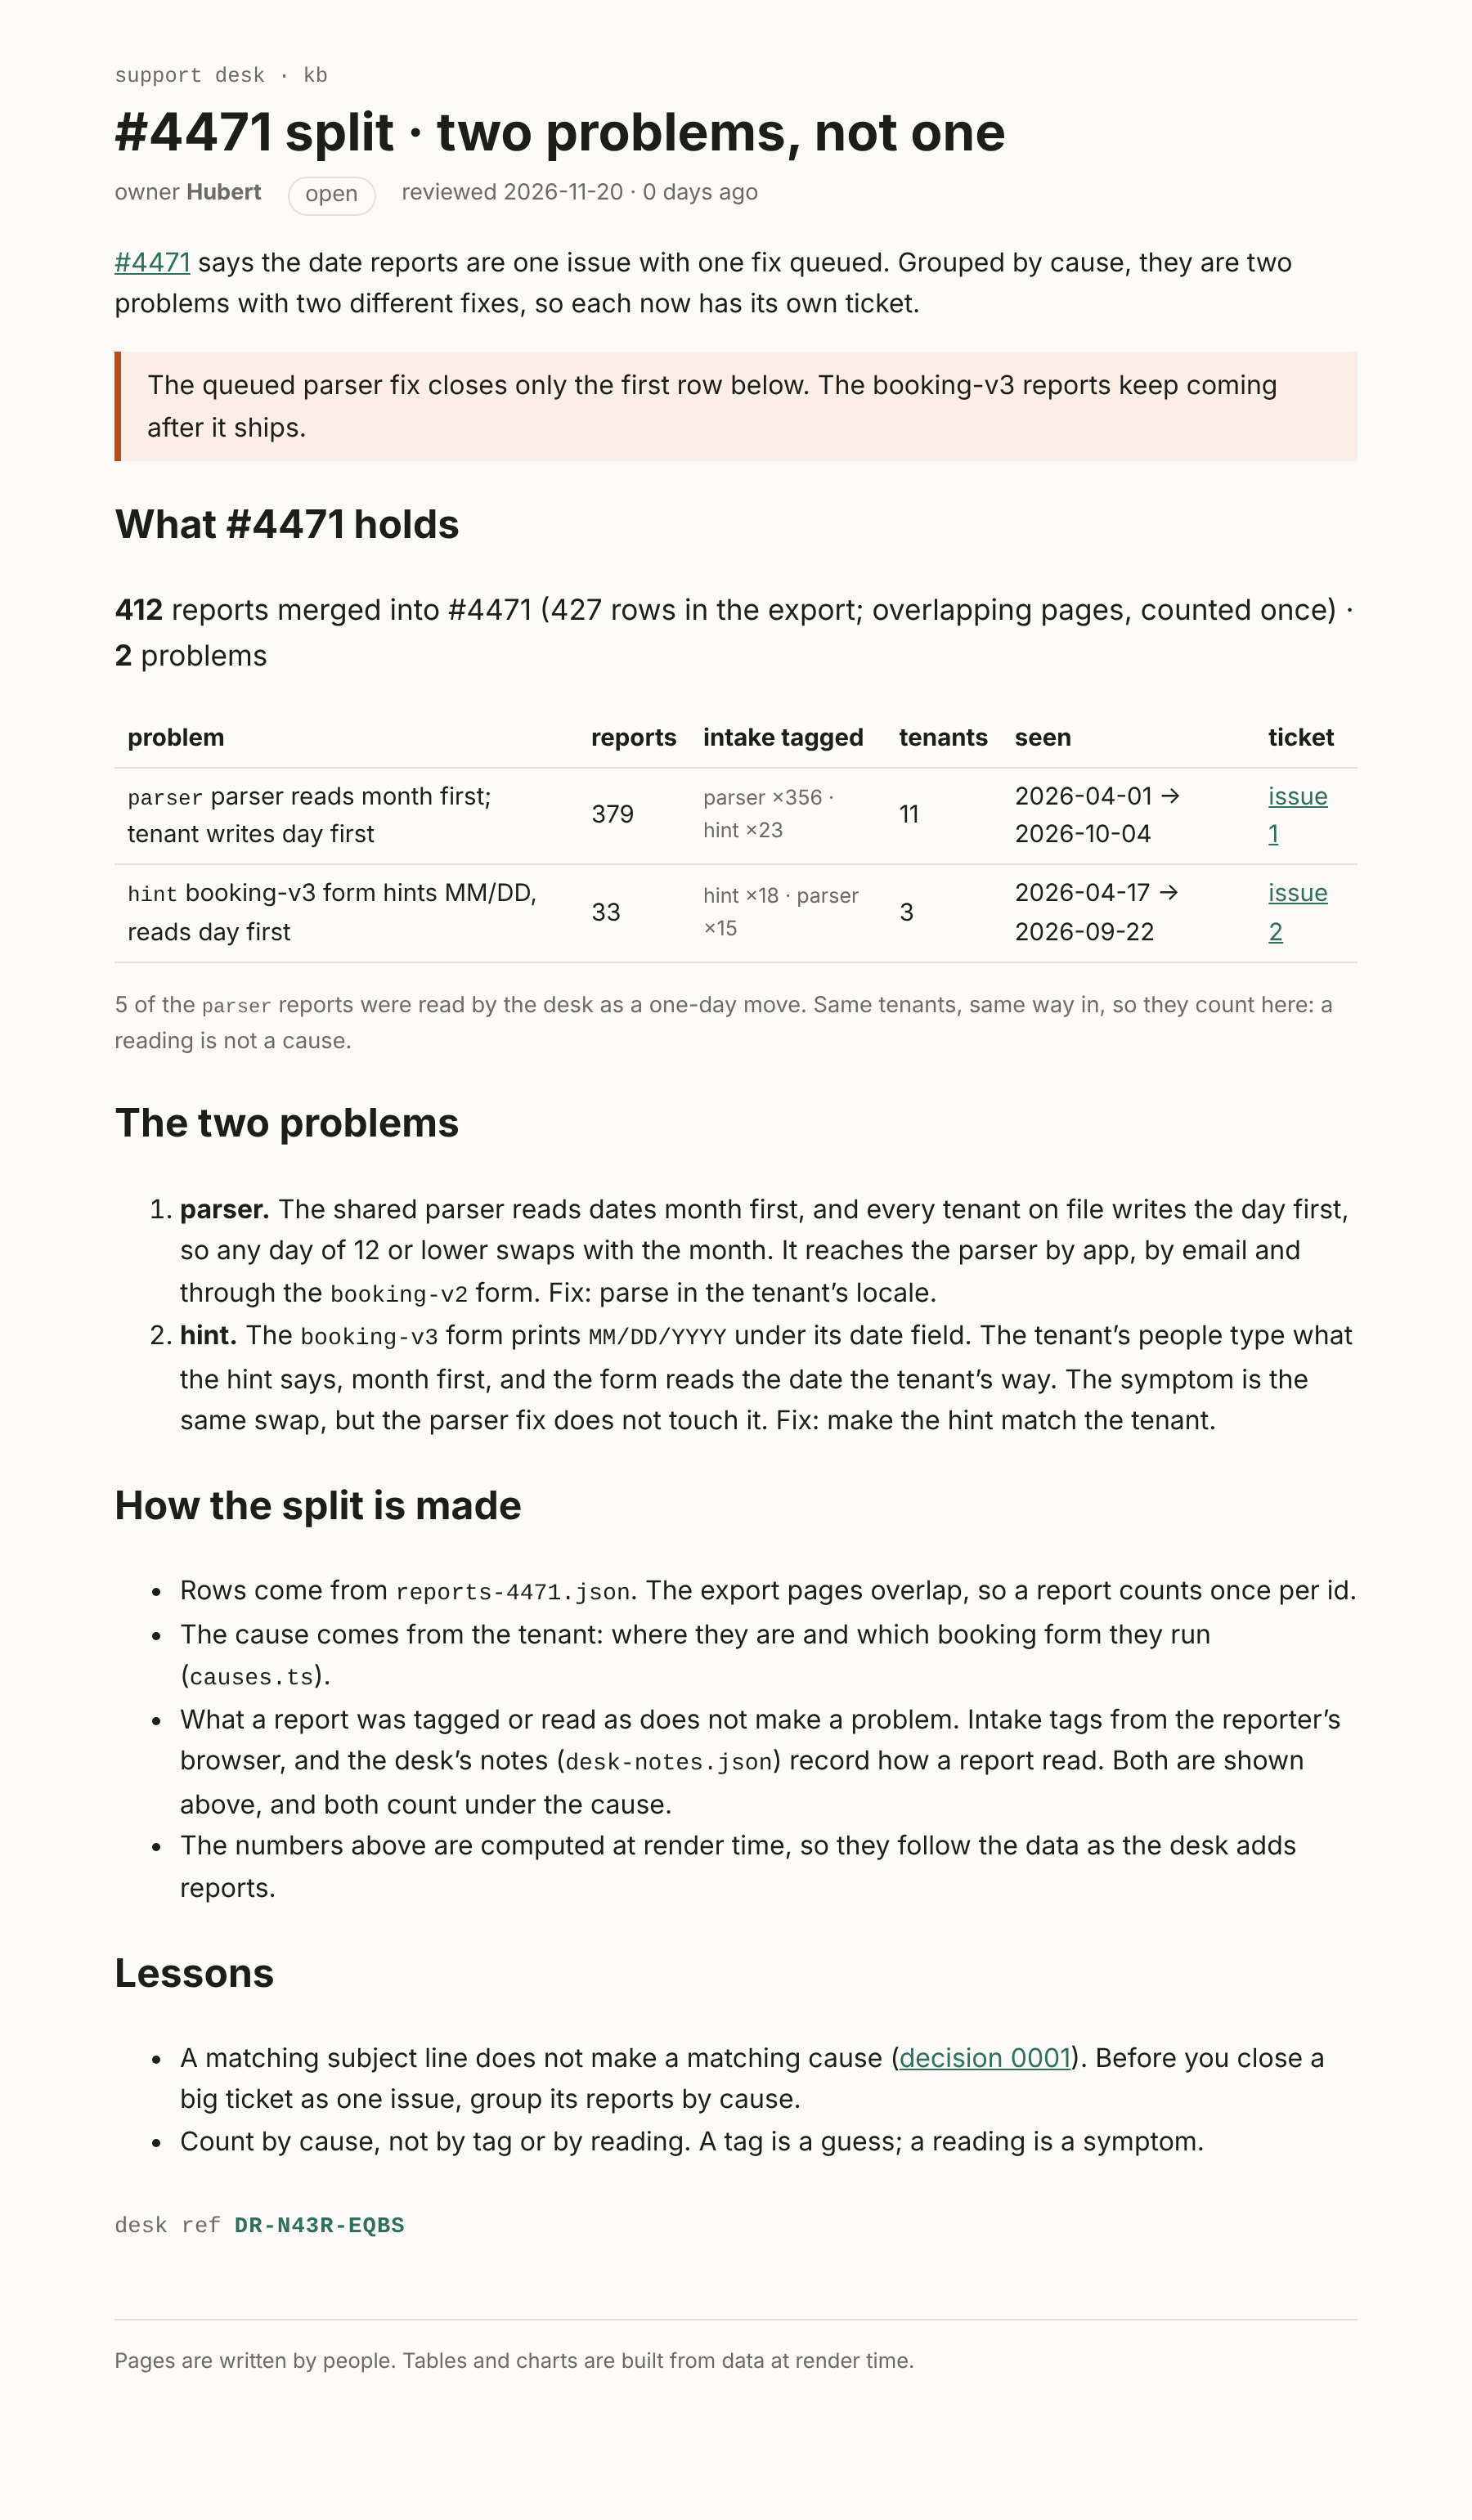 support desk · kb
#4471 split · two problems, not one
owner Hubert open reviewed 2026-11-20 · 0 days ago
#4471 says the date reports are one issue with one fix queued. Grouped by cause, they are two
problems with two different fixes, so each now has its own ticket.
The queued parser fix closes only the first row below. The booking-v3 reports keep coming
after it ships.
What #4471 holds
412 reports merged into #4471 (427 rows in the export; overlapping pages, counted once) ·
2 problems
problem reports intake tagged tenants seen ticket
parser parser reads month first;
tenant writes day first
379
parser ×356 ·
hint ×23
11
2026-04-01 →
2026-10-04
issue
1
hint booking-v3 form hints MM/DD,
reads day first
33
hint ×18 · parser
×15
3
2026-04-17 →
2026-09-22
issue
2
5 of the parser reports were read by the desk as a one-day move. Same tenants, same way in, so they count here: a
reading is not a cause.
The two problems
1. parser. The shared parser reads dates month first, and every tenant on file writes the day first,
so any day of 12 or lower swaps with the month. It reaches the parser by app, by email and
through the booking-v2 form. Fix: parse in the tenant’s locale.
2. hint. The booking-v3 form prints MM/DD/YYYY under its date field. The tenant’s people type what
the hint says, month first, and the form reads the date the tenant’s way. The symptom is the
same swap, but the parser fix does not touch it. Fix: make the hint match the tenant.
How the split is made
• Rows come from reports-4471.json. The export pages overlap, so a report counts once per id.
• The cause comes from the tenant: where they are and which booking form they run
(causes.ts).
• What a report was tagged or read as does not make a problem. Intake tags from the reporter’s
browser, and the desk’s notes (desk-notes.json) record how a report read. Both are shown
above, and both count under the cause.
• The numbers above are computed at render time, so they follow the data as the desk adds
reports.
Lessons
• A matching subject line does not make a matching cause (decision 0001). Before you close a
big ticket as one issue, group its reports by cause.
• Count by cause, not by tag or by reading. A tag is a guess; a reading is a symptom.
desk ref DR-N43R-EQBS
Pages are written by people. Tables and charts are built from data at render time.